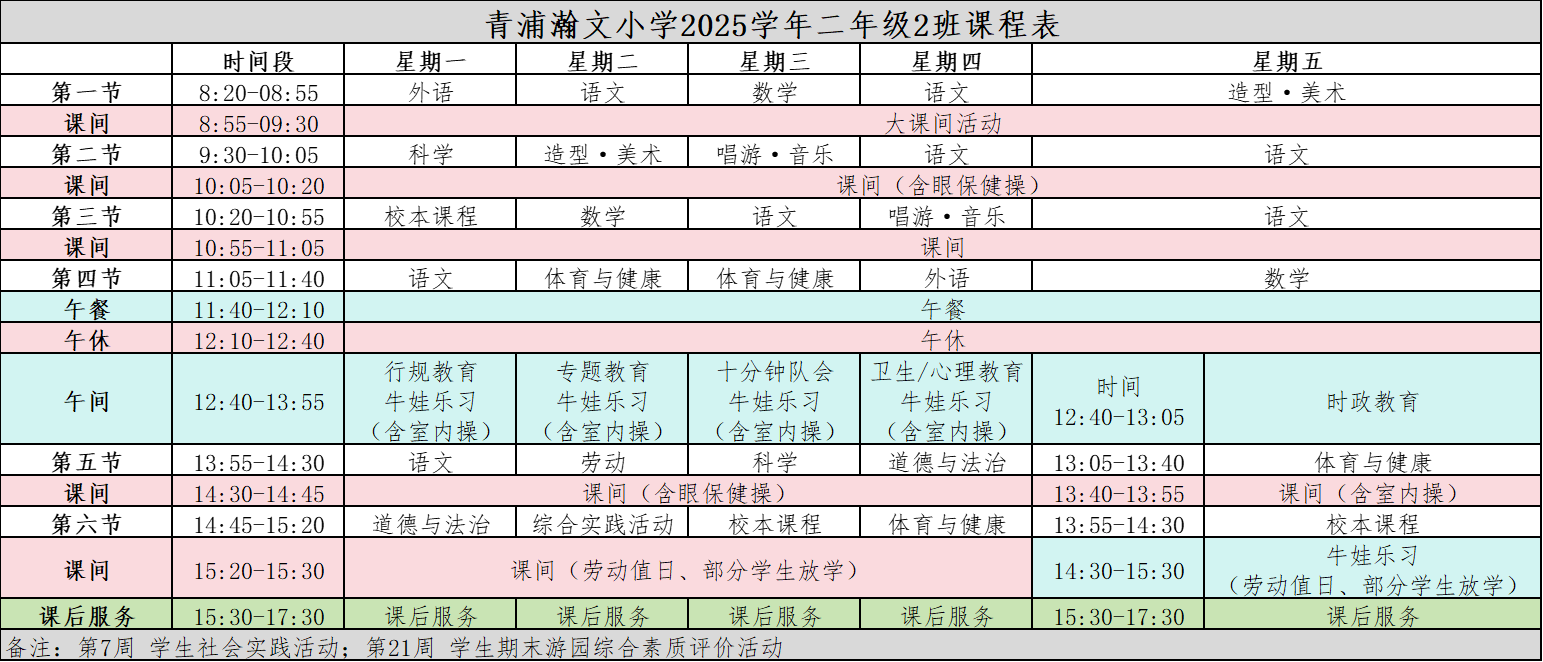 青浦瀚文小学2025学年二年级2班课程表
时间段 星期一 星期二 星期三 星期四 星期五
第一节 8:20-08:55 外语 语文 数学 语文 造型·美术
课间 8:55-09:30 大课间活动
第二节 9:30-10:05 科学 造型·美术 唱游·音乐 语文 语文
课间 10:05-10:20 课间（含眼保健操）
第三节 10:20-10:55 校本课程 数学 语文 唱游·音乐 语文
课间 10:55-11:05 课间
第四节 11:05-11:40 语文 体育与健康 体育与健康 外语 数学
午餐 11:40-12:10 午餐
午休 12:10-12:40 午休
午间 12:40-13:55
行规教育
牛娃乐习
（含室内操）
专题教育
牛娃乐习
（含室内操）
十分钟队会
牛娃乐习
（含室内操）
卫生/心理教育
牛娃乐习
（含室内操）
时间
12:40-13:05
时政教育
第五节 13:55-14:30 语文 劳动 科学 道德与法治 13:05-13:40 体育与健康
课间 14:30-14:45 课间（含眼保健操） 13:40-13:55 课间（含室内操）
第六节 14:45-15:20 道德与法治 综合实践活动 校本课程 体育与健康 13:55-14:30 校本课程
课间 15:20-15:30 课间（劳动值日、部分学生放学） 14:30-15:30
牛娃乐习
（劳动值日、部分学生放学）
课后服务 15:30-17:30 课后服务 课后服务 课后服务 课后服务 15:30-17:30 课后服务
备注：第7周 学生社会实践活动；第21周 学生期末游园综合素质评价活动